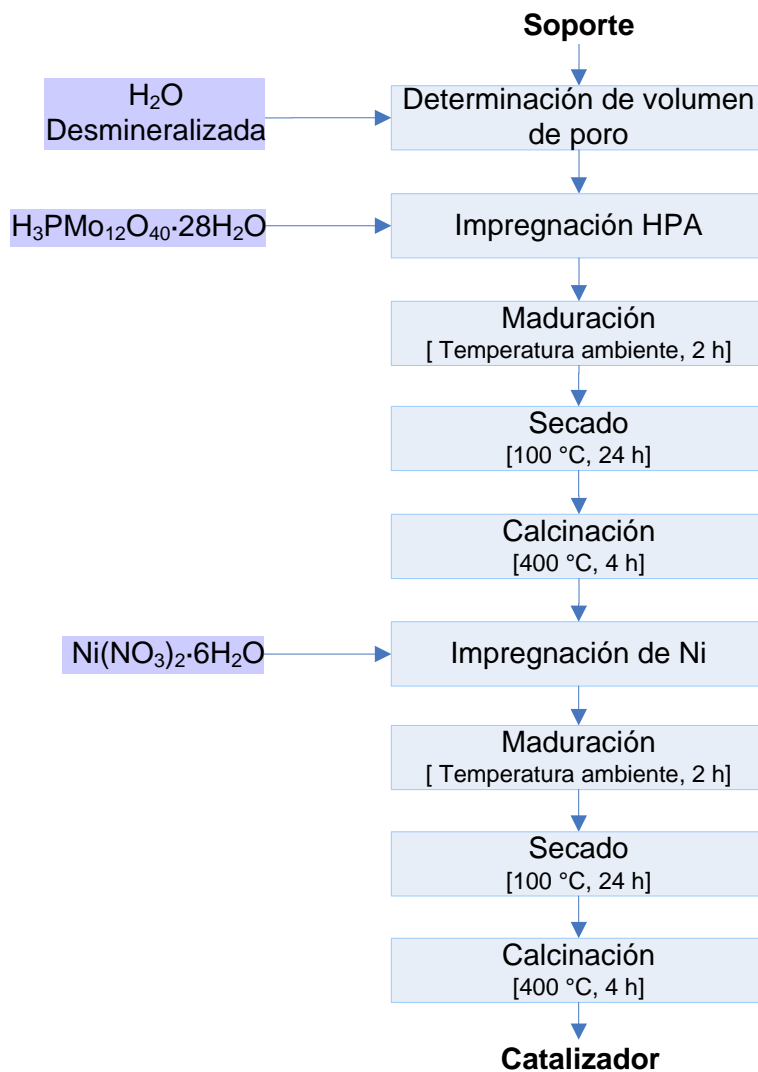 Soporte
H₂O
Desmineralizada
Determinación de volumen
de poro
H₃PMo₁₂O₄₀·28H₂O
Impregnación HPA
Maduración
[ Temperatura ambiente, 2 h]
Secado
[100 °C, 24 h]
Calcinación
[400 °C, 4 h]
Ni(NO₃)₂·6H₂O
Impregnación de Ni
Maduración
[ Temperatura ambiente, 2 h]
Secado
[100 °C, 24 h]
Calcinación
[400 °C, 4 h]
Catalizador